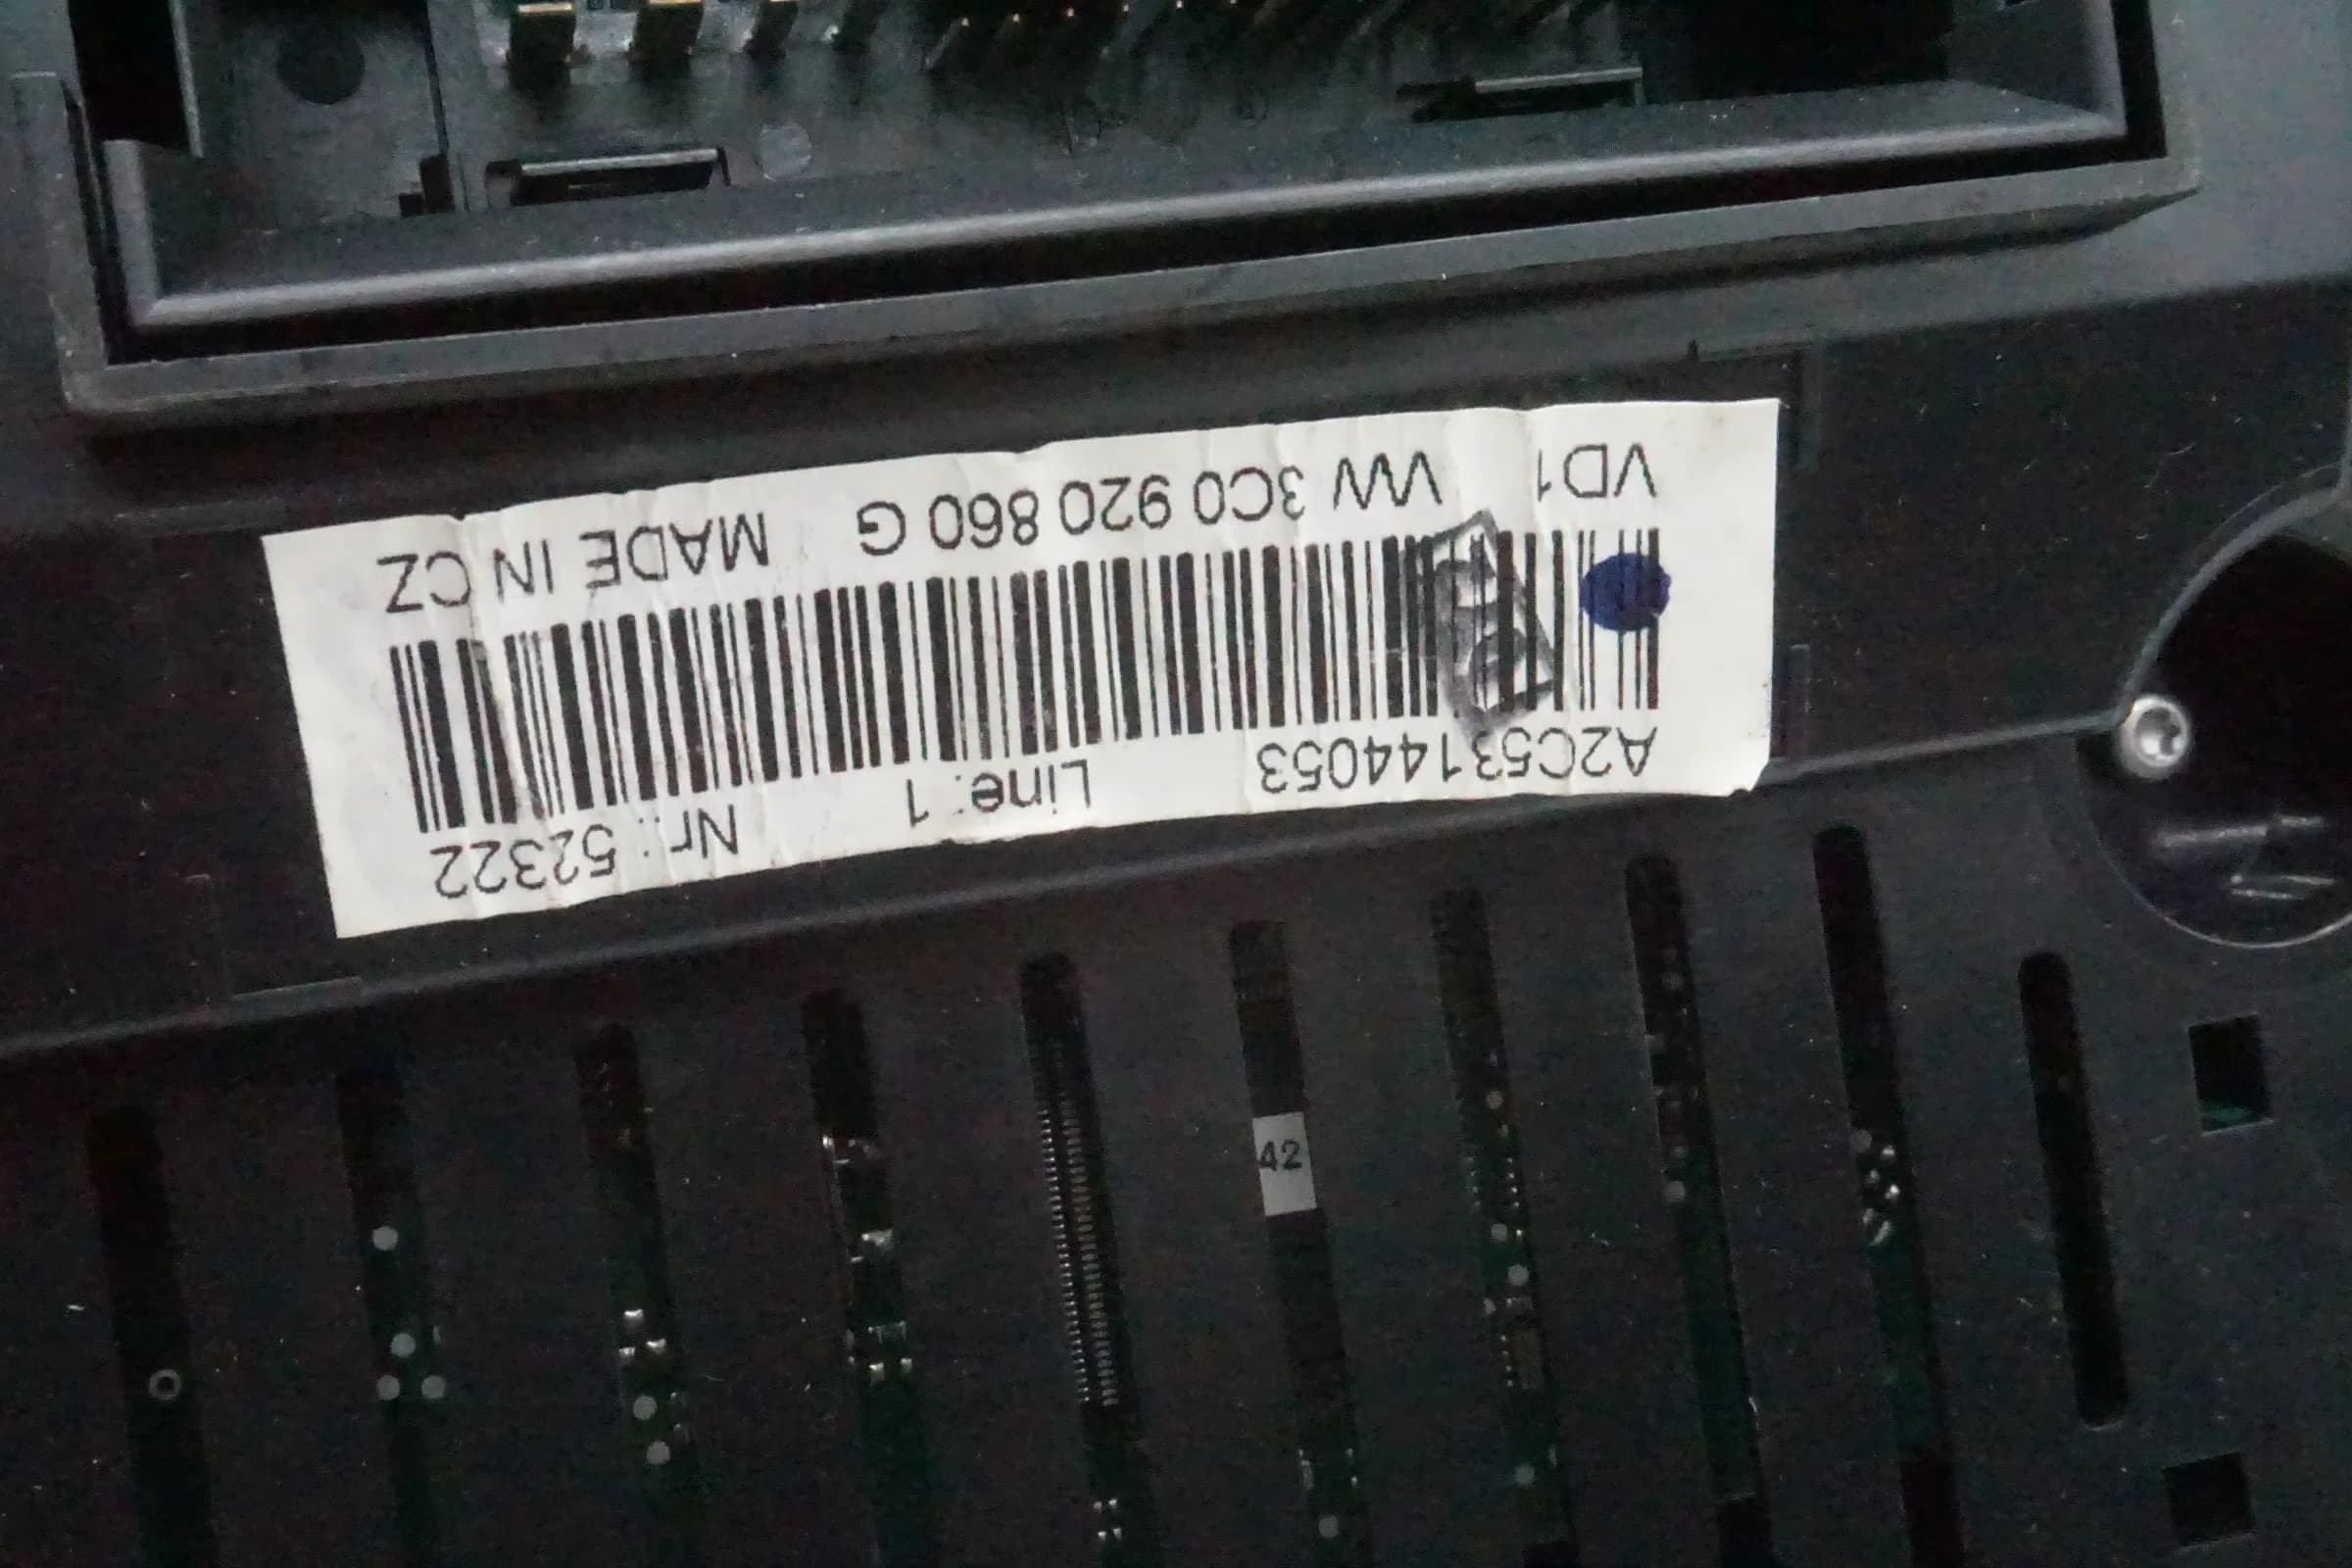 A2C53144053 Line: 1 Nr.: 52322
VD1 VW 3C0 920 860 G MADE IN CZ
42